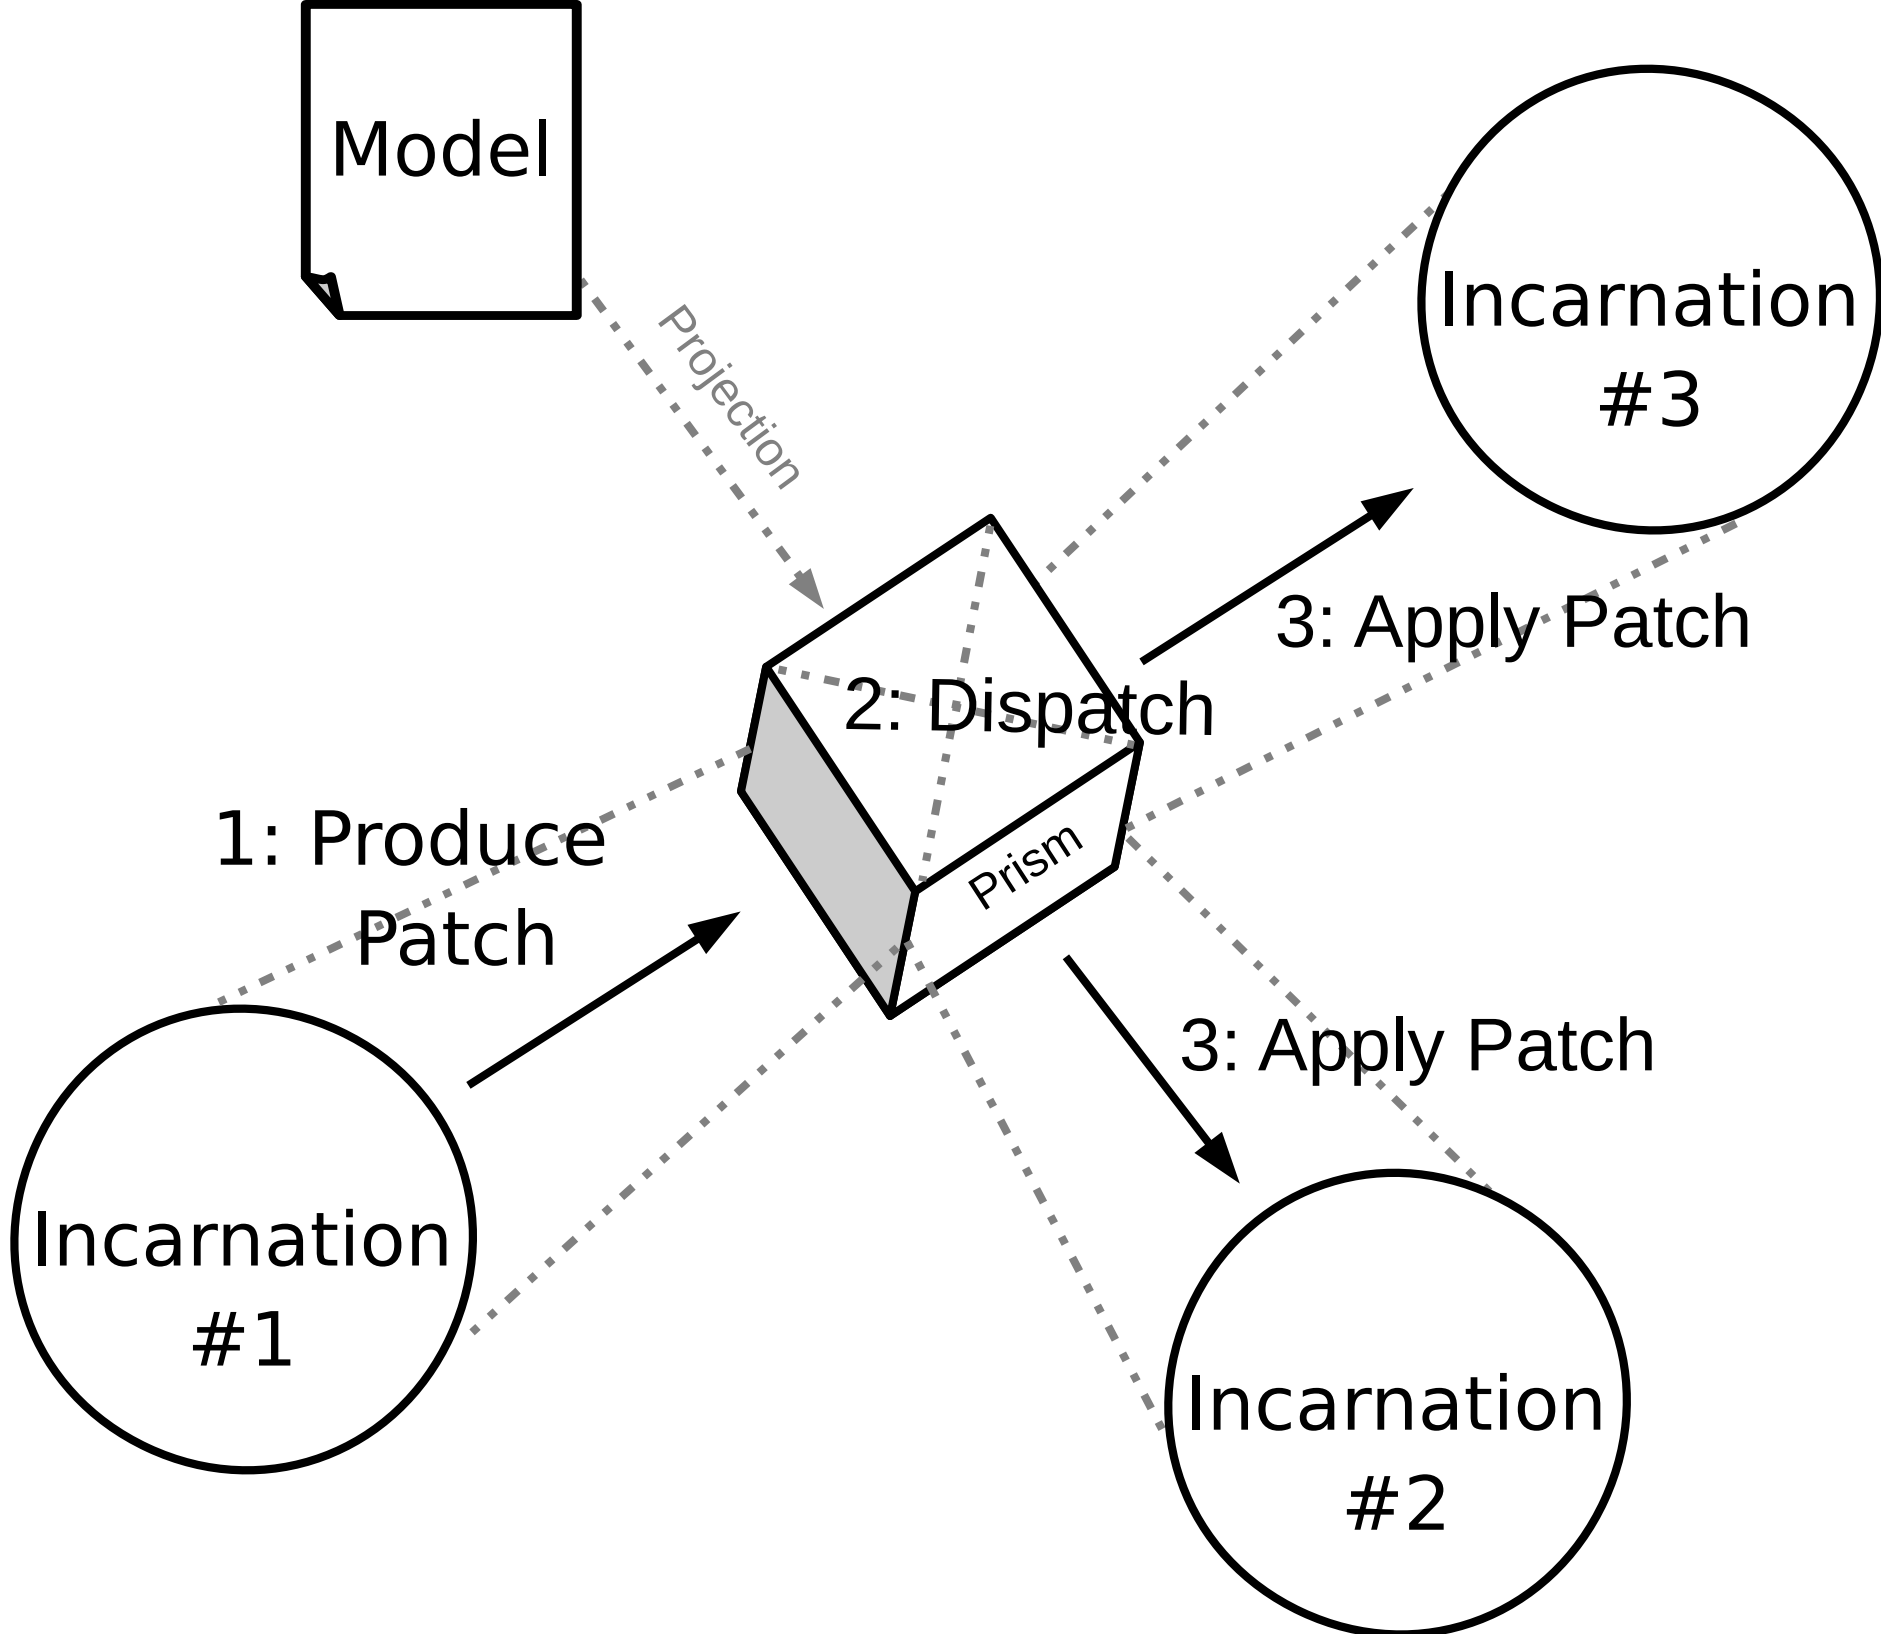 Model
Incarnation
#3
Projection
3: Apply Patch
2: Dispatch
1: Produce
Patch
Prism
3: Apply Patch
Incarnation
#1
Incarnation
#2